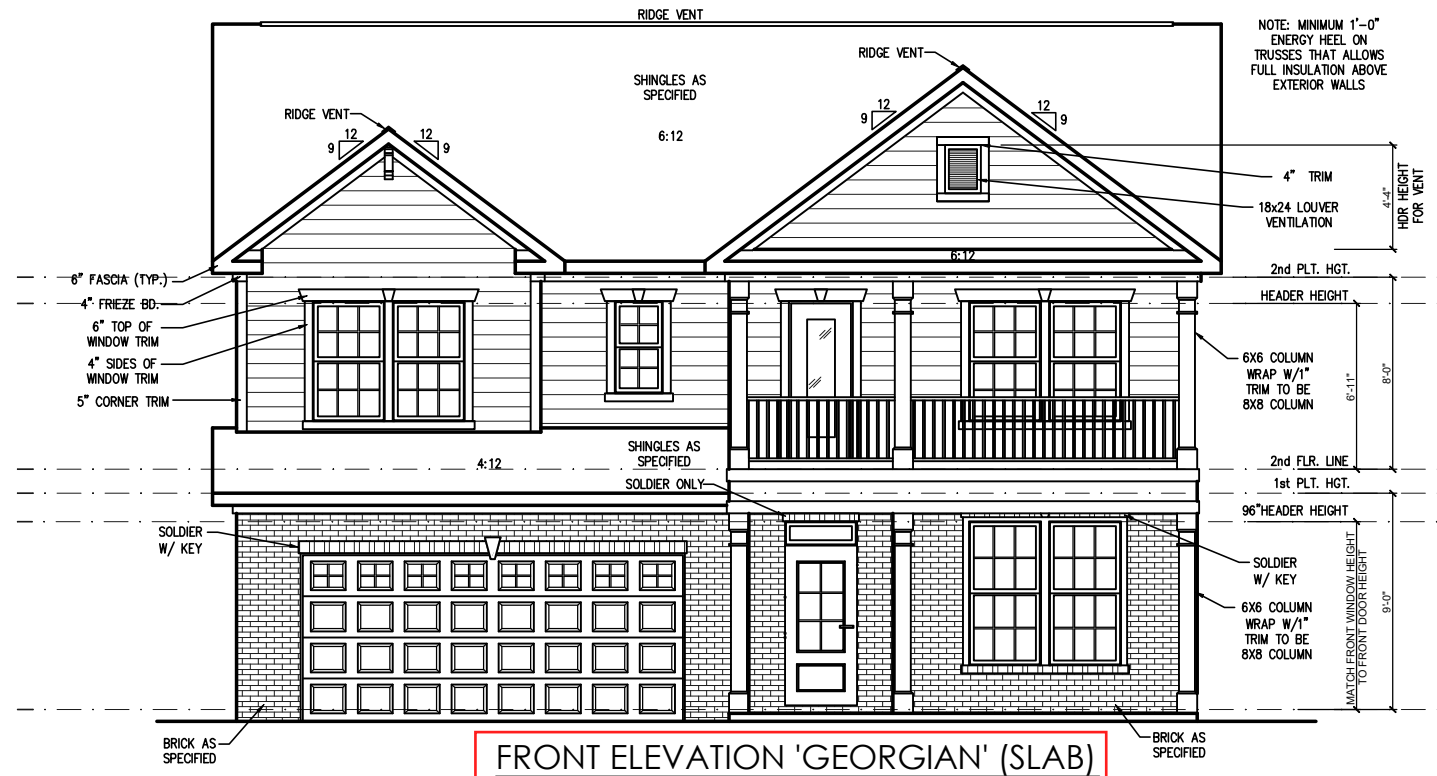 RIDGE VENT
NOTE: MINIMUM 1'-0"
ENERGY HEEL ON
TRUSSES THAT ALLOWS
FULL INSULATION ABOVE
EXTERIOR WALLS
RIDGE VENT
SHINGLES AS
SPECIFIED
6:12
RIDGE VENT
12
9
12
9
12
9
12
9
4" TRIM
18x24 LOUVER
VENTILATION
4'-4"
HDR HEIGHT
FOR VENT
6:12
6" FASCIA (TYP.)
4" FRIEZE BD.
6" TOP OF
WINDOW TRIM
4" SIDES OF
WINDOW TRIM
5" CORNER TRIM
2nd PLT. HGT.
HEADER HEIGHT
6X6 COLUMN
WRAP W/1"
TRIM TO BE
8X8 COLUMN
6'-11"
8'-0"
4:12
SHINGLES AS
SPECIFIED
2nd FLR. LINE
SOLDIER ONLY
1st PLT. HGT.
96"HEADER HEIGHT
SOLDIER
W/ KEY
SOLDIER
W/ KEY
6X6 COLUMN
WRAP W/1"
TRIM TO BE
8X8 COLUMN
MATCH FRONT WINDOW HEIGHT
TO FRONT DOOR HEIGHT
9'-0"
BRICK AS
SPECIFIED
BRICK AS
SPECIFIED
FRONT ELEVATION 'GEORGIAN' (SLAB)